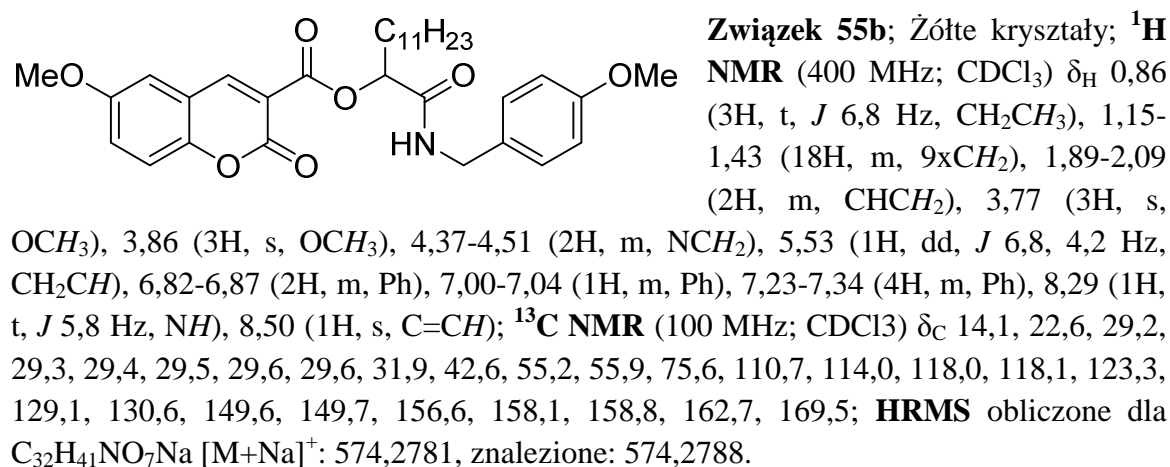 C₁₁H₂₃
MeO
O
O
O
O
O
HN
OMe
Związek 55b; Żółte kryształy; ¹H
NMR (400 MHz; CDCl₃) δ_H 0,86
(3H, t, J 6,8 Hz, CH₂CH₃), 1,15-
1,43 (18H, m, 9xCH₂), 1,89-2,09
(2H, m, CHCH₂), 3,77 (3H, s,
OCH₃), 3,86 (3H, s, OCH₃), 4,37-4,51 (2H, m, NCH₂), 5,53 (1H, dd, J 6,8, 4,2 Hz,
CH₂CH), 6,82-6,87 (2H, m, Ph), 7,00-7,04 (1H, m, Ph), 7,23-7,34 (4H, m, Ph), 8,29 (1H,
t, J 5,8 Hz, NH), 8,50 (1H, s, C=CH); ¹³C NMR (100 MHz; CDCl3) δ_C 14,1, 22,6, 29,2,
29,3, 29,4, 29,5, 29,6, 29,6, 31,9, 42,6, 55,2, 55,9, 75,6, 110,7, 114,0, 118,0, 118,1, 123,3,
129,1, 130,6, 149,6, 149,7, 156,6, 158,1, 158,8, 162,7, 169,5; HRMS obliczone dla
C₃₂H₄₁NO₇Na [M+Na]⁺: 574,2781, znalezione: 574,2788.